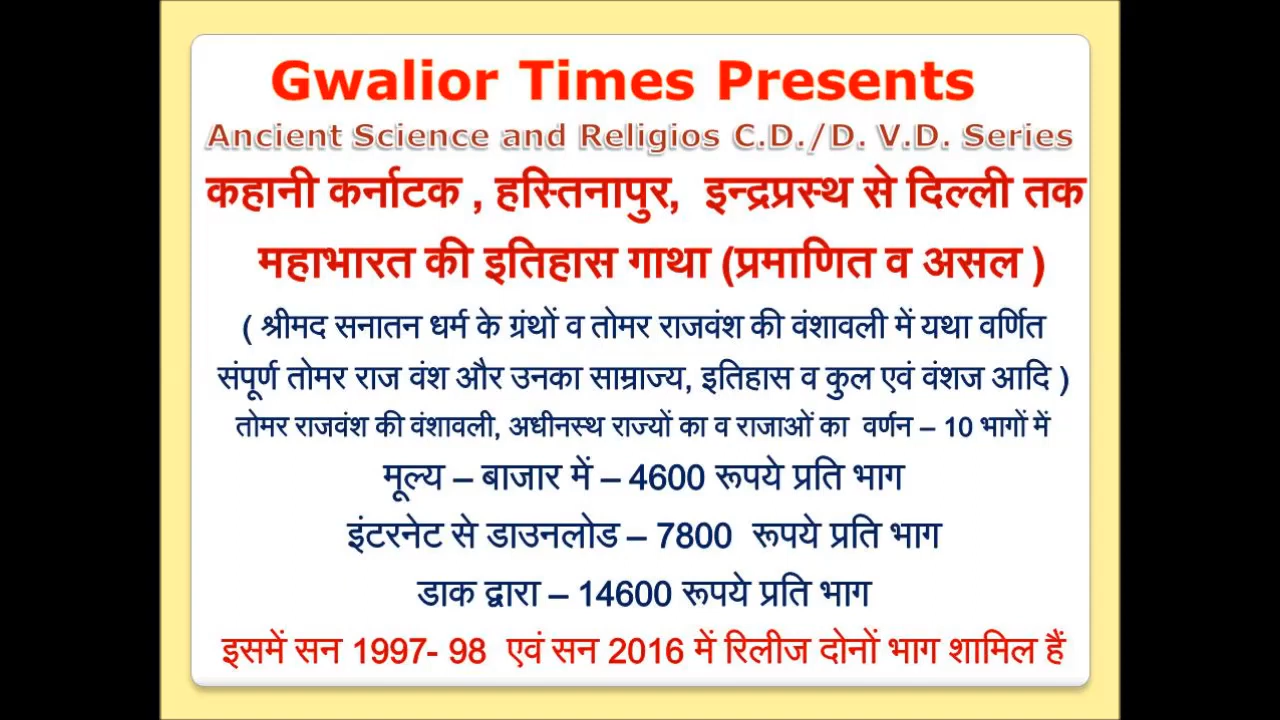 Gwalior Times Presents
Ancient Science and Religios C.D./D. V.D. Series
कहानी कर्नाटक , हस्तिनापुर, इन्द्रप्रस्थ से दिल्ली तक
महाभारत की इतिहास गाथा (प्रमाणित व असल )
( श्रीमद सनातन धर्म के ग्रंथों व तोमर राजवंश की वंशावली में यथा वर्णित
संपूर्ण तोमर राज वंश और उनका साम्राज्य, इतिहास व कुल एवं वंशज आदि )
तोमर राजवंश की वंशावली, अधीनस्थ राज्यों का व राजाओं का वर्णन – 10 भागों में
मूल्य – बाजार में – 4600 रूपये प्रति भाग
इंटरनेट से डाउनलोड – 7800 रूपये प्रति भाग
डाक द्वारा – 14600 रूपये प्रति भाग
इसमें सन 1997- 98 एवं सन 2016 में रिलीज दोनों भाग शामिल हैं